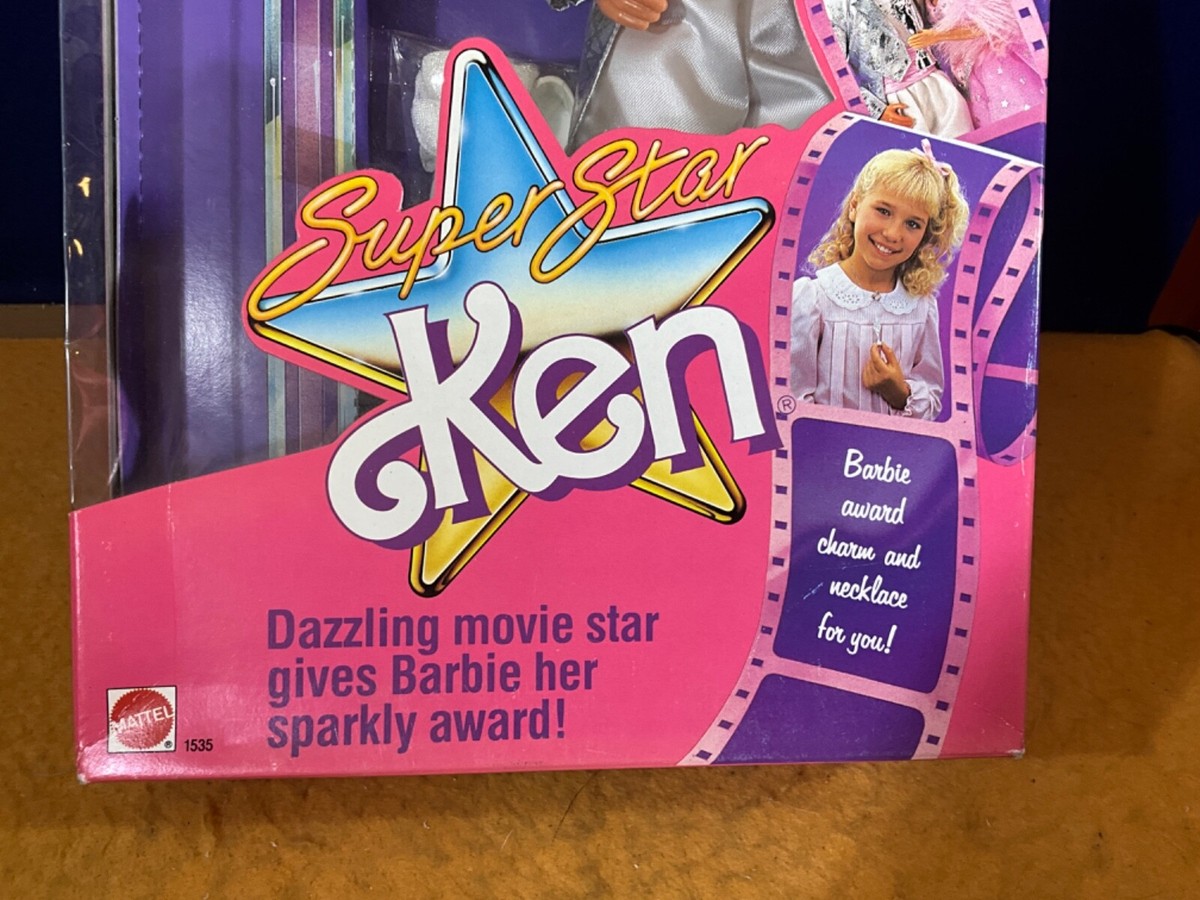 Super Star
Ken
®
Barbie
award
charm and
necklace
for you!
Dazzling movie star
gives Barbie her
sparkly award!
MATTEL
®
1535